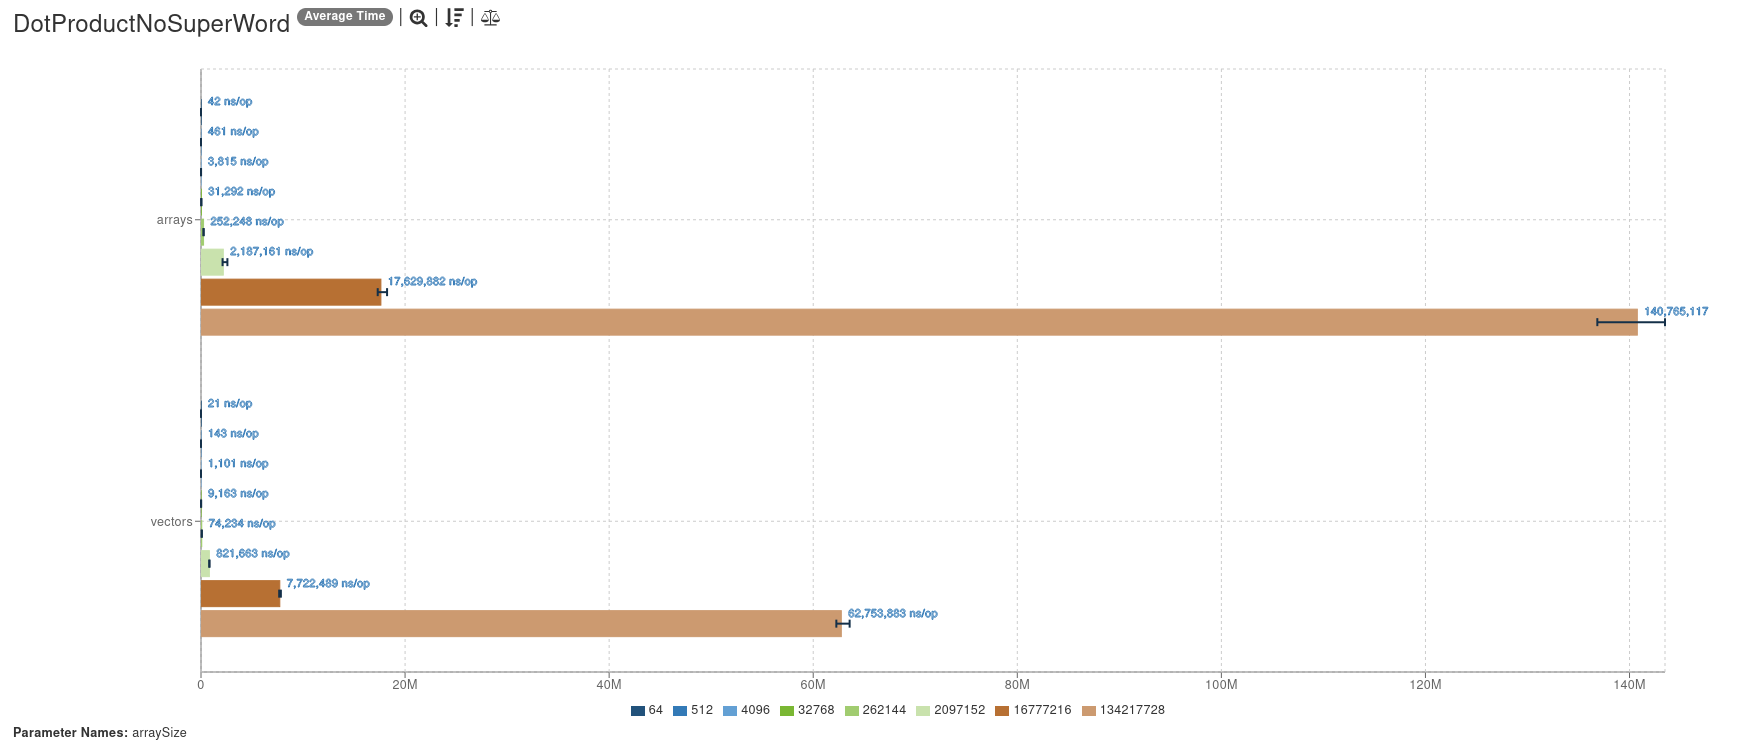 DotProductNoSuperWord Average Time
42 ns/op
461 ns/op
3,815 ns/op
31,292 ns/op
arrays
252,248 ns/op
2,187,161 ns/op
17,629,882 ns/op
140,765,117
21 ns/op
143 ns/op
1,101 ns/op
9,163 ns/op
vectors
74,234 ns/op
821,663 ns/op
7,722,489 ns/op
62,753,883 ns/op
0 20M 40M 60M 80M 100M 120M 140M
64 512 4096 32768 262144 2097152 16777216 134217728
Parameter Names: arraySize